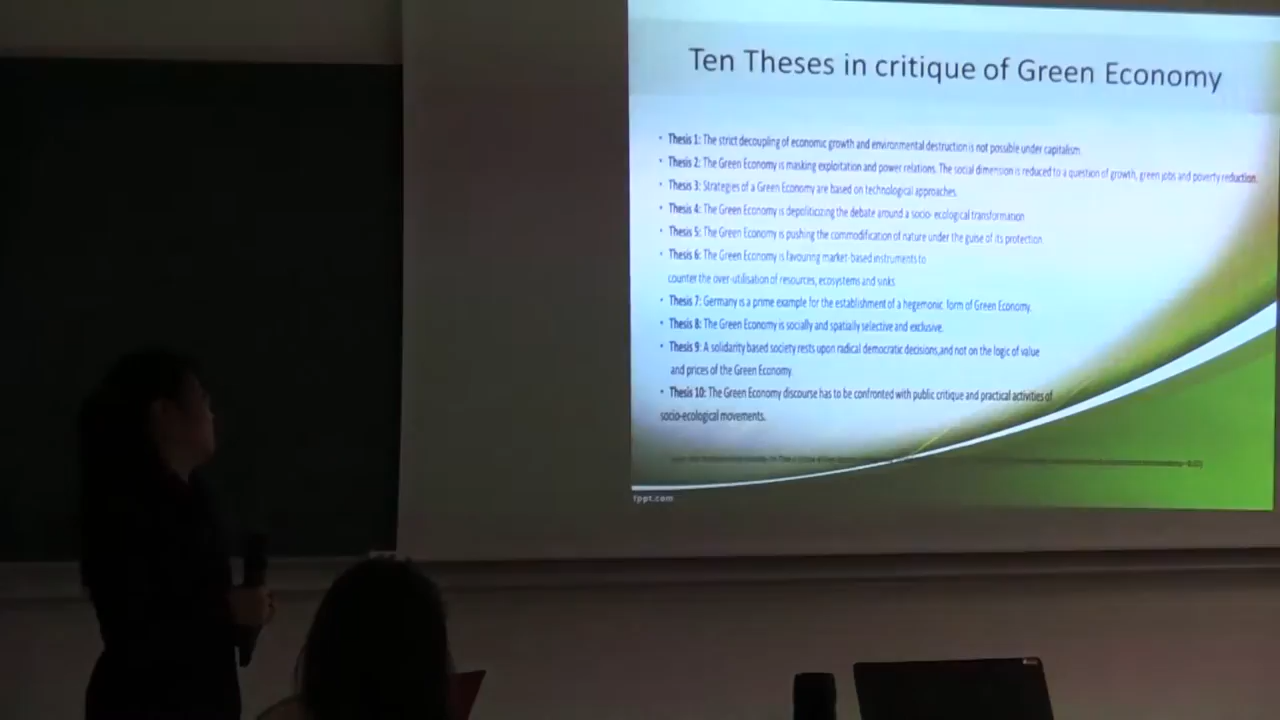 Ten Theses in critique of Green Economy
• Thesis 1: The strict decoupling of economic growth and environmental destruction is not possible under capitalism.
• Thesis 2: The Green Economy is masking exploitation and power relations. The social dimension is reduced to a question of growth, green jobs and poverty reduction.
• Thesis 3: Strategies of a Green Economy are based on technological approaches.
• Thesis 4: The Green Economy is depoliticizing the debate around a socio- ecological transformation
• Thesis 5: The Green Economy is pushing the commodification of nature under the guise of its protection
• Thesis 6: The Green Economy is favouring market-based instruments to
counter the over-utilisation of resources, ecosystems and sinks
• Thesis 7: Germany is a prime example for the establishment of a hegemonic form of Green Economy.
• Thesis 8: The Green Economy is socially and spatially selective and exclusive.
• Thesis 9: A solidarity based society rests upon radical democratic decisions,and not on the logic of value
and prices of the Green Economy.
• Thesis 10: The Green Economy discourse has to be confronted with public critique and practical activities of
socio-ecological movements.
fppt.com